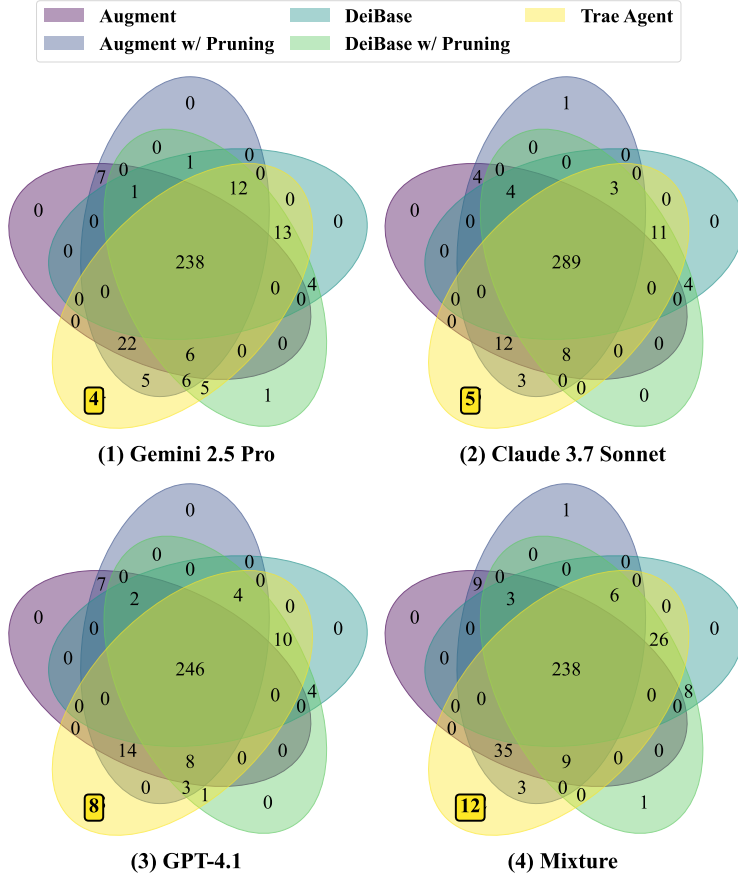 Augment DeiBase Trae Agent
Augment w/ Pruning DeiBase w/ Pruning
0 1
0 0 0 0
7 0 1 0 4 0 0 0
1 12 0 4 3 0
0 0 0 0 0 0
0 13 0 11
238 289
0 0 0 0 4 0 0 0 0 4
0 0 0 0
22 6 0 0 12 8 0 0
5 6 5 3 0 0
4 1 5 0
(1) Gemini 2.5 Pro (2) Claude 3.7 Sonnet
0 1
0 0 0 0
7 0 0 0 9 0 0 0
2 4 0 3 6 0
0 0 0 0 0 0
0 10 0 26
246 238
0 0 0 0 4 0 0 0 0 8
0 0
14 8 0 0 35 9 0 0
0 3 1 3 0 0
8 0 12 1
(3) GPT-4.1 (4) Mixture